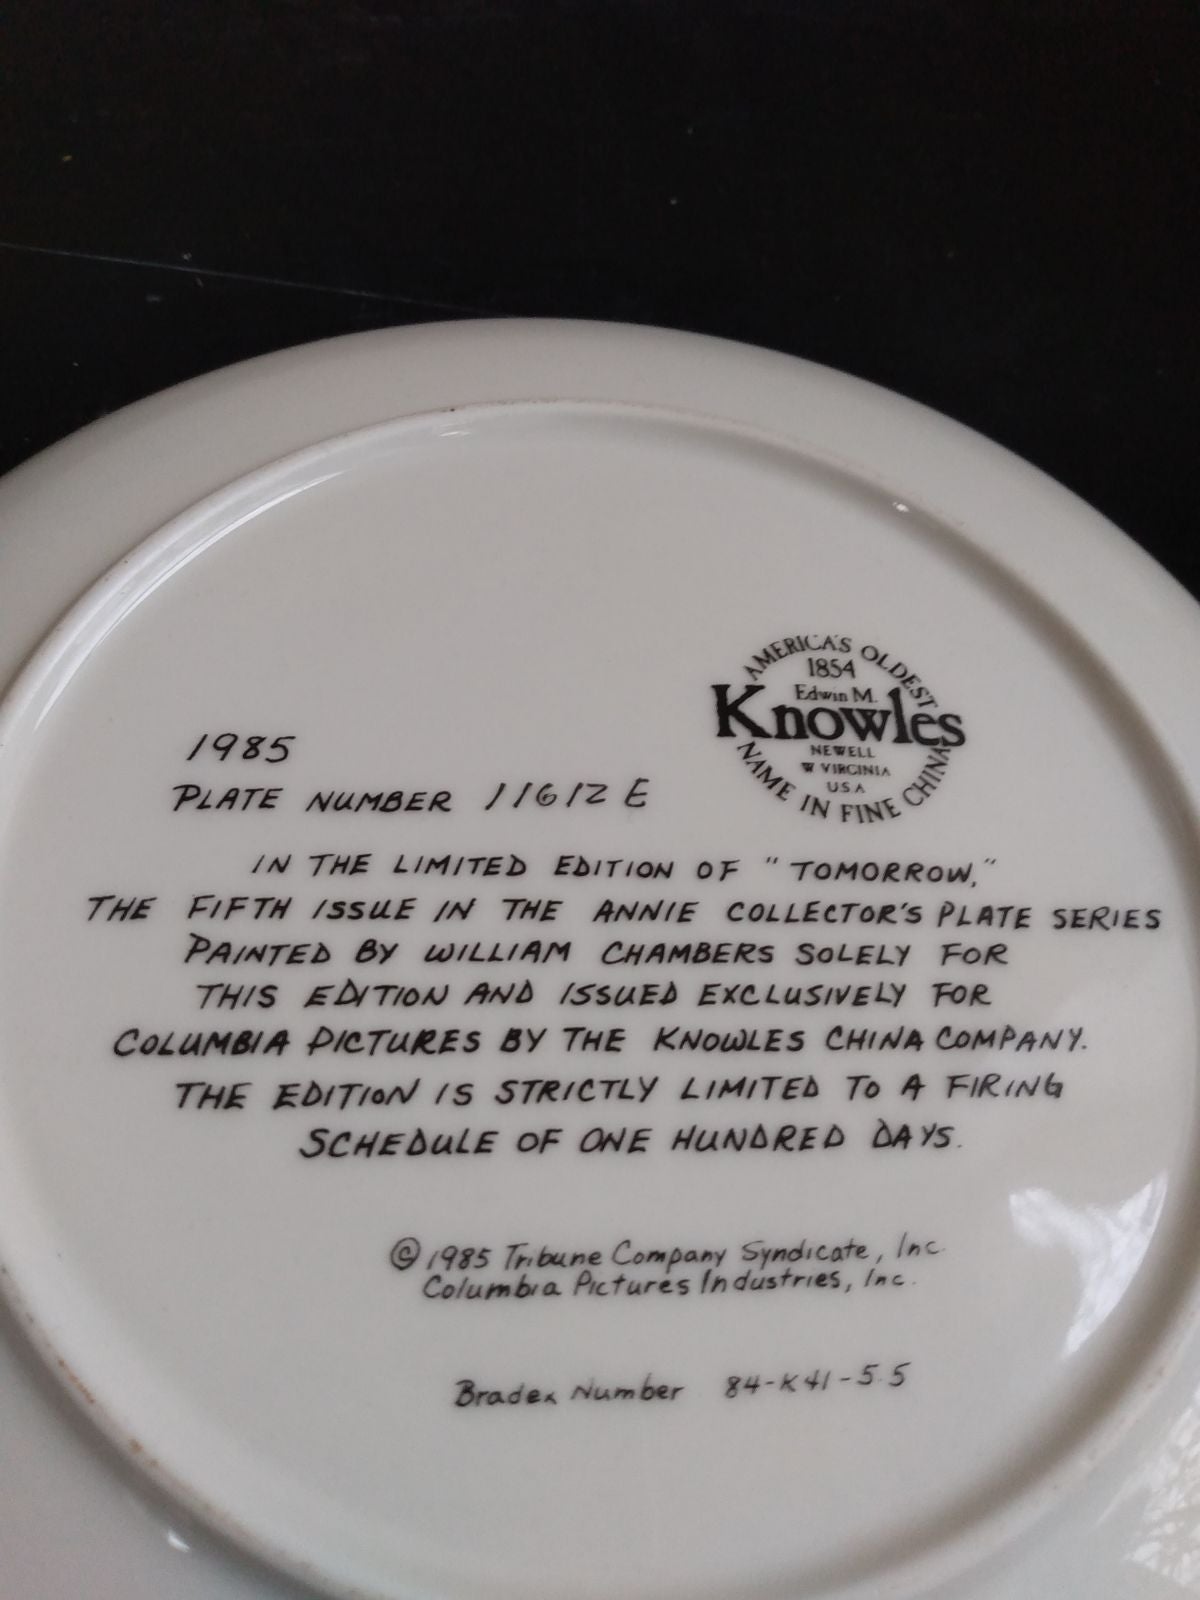 AMERICA'S OLDEST
1854
Edwin M.
Knowles
NEWELL
W VIRGINIA
USA
NAME IN FINE CHINA
1985
PLATE NUMBER 11612 E
IN THE LIMITED EDITION OF "TOMORROW,"
THE FIFTH ISSUE IN THE ANNIE COLLECTOR'S PLATE SERIES
PAINTED BY WILLIAM CHAMBERS SOLELY FOR
THIS EDITION AND ISSUED EXCLUSIVELY FOR
COLUMBIA PICTURES BY THE KNOWLES CHINA COMPANY.
THE EDITION IS STRICTLY LIMITED TO A FIRING
SCHEDULE OF ONE HUNDRED DAYS.
© 1985 Tribune Company Syndicate, Inc.
Columbia Pictures Industries, Inc.
Bradex Number 84-K41-5.5